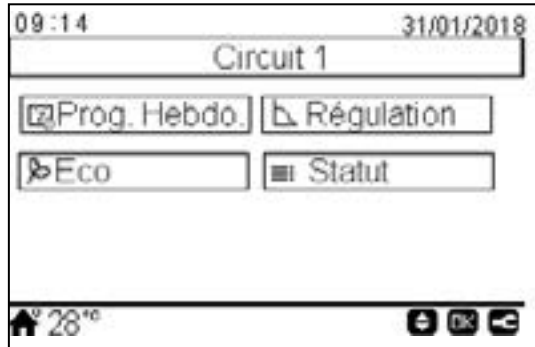 09:14 31/01/2018
Circuit 1
Prog. Hebdo. Régulation
Eco Statut
28°C OK